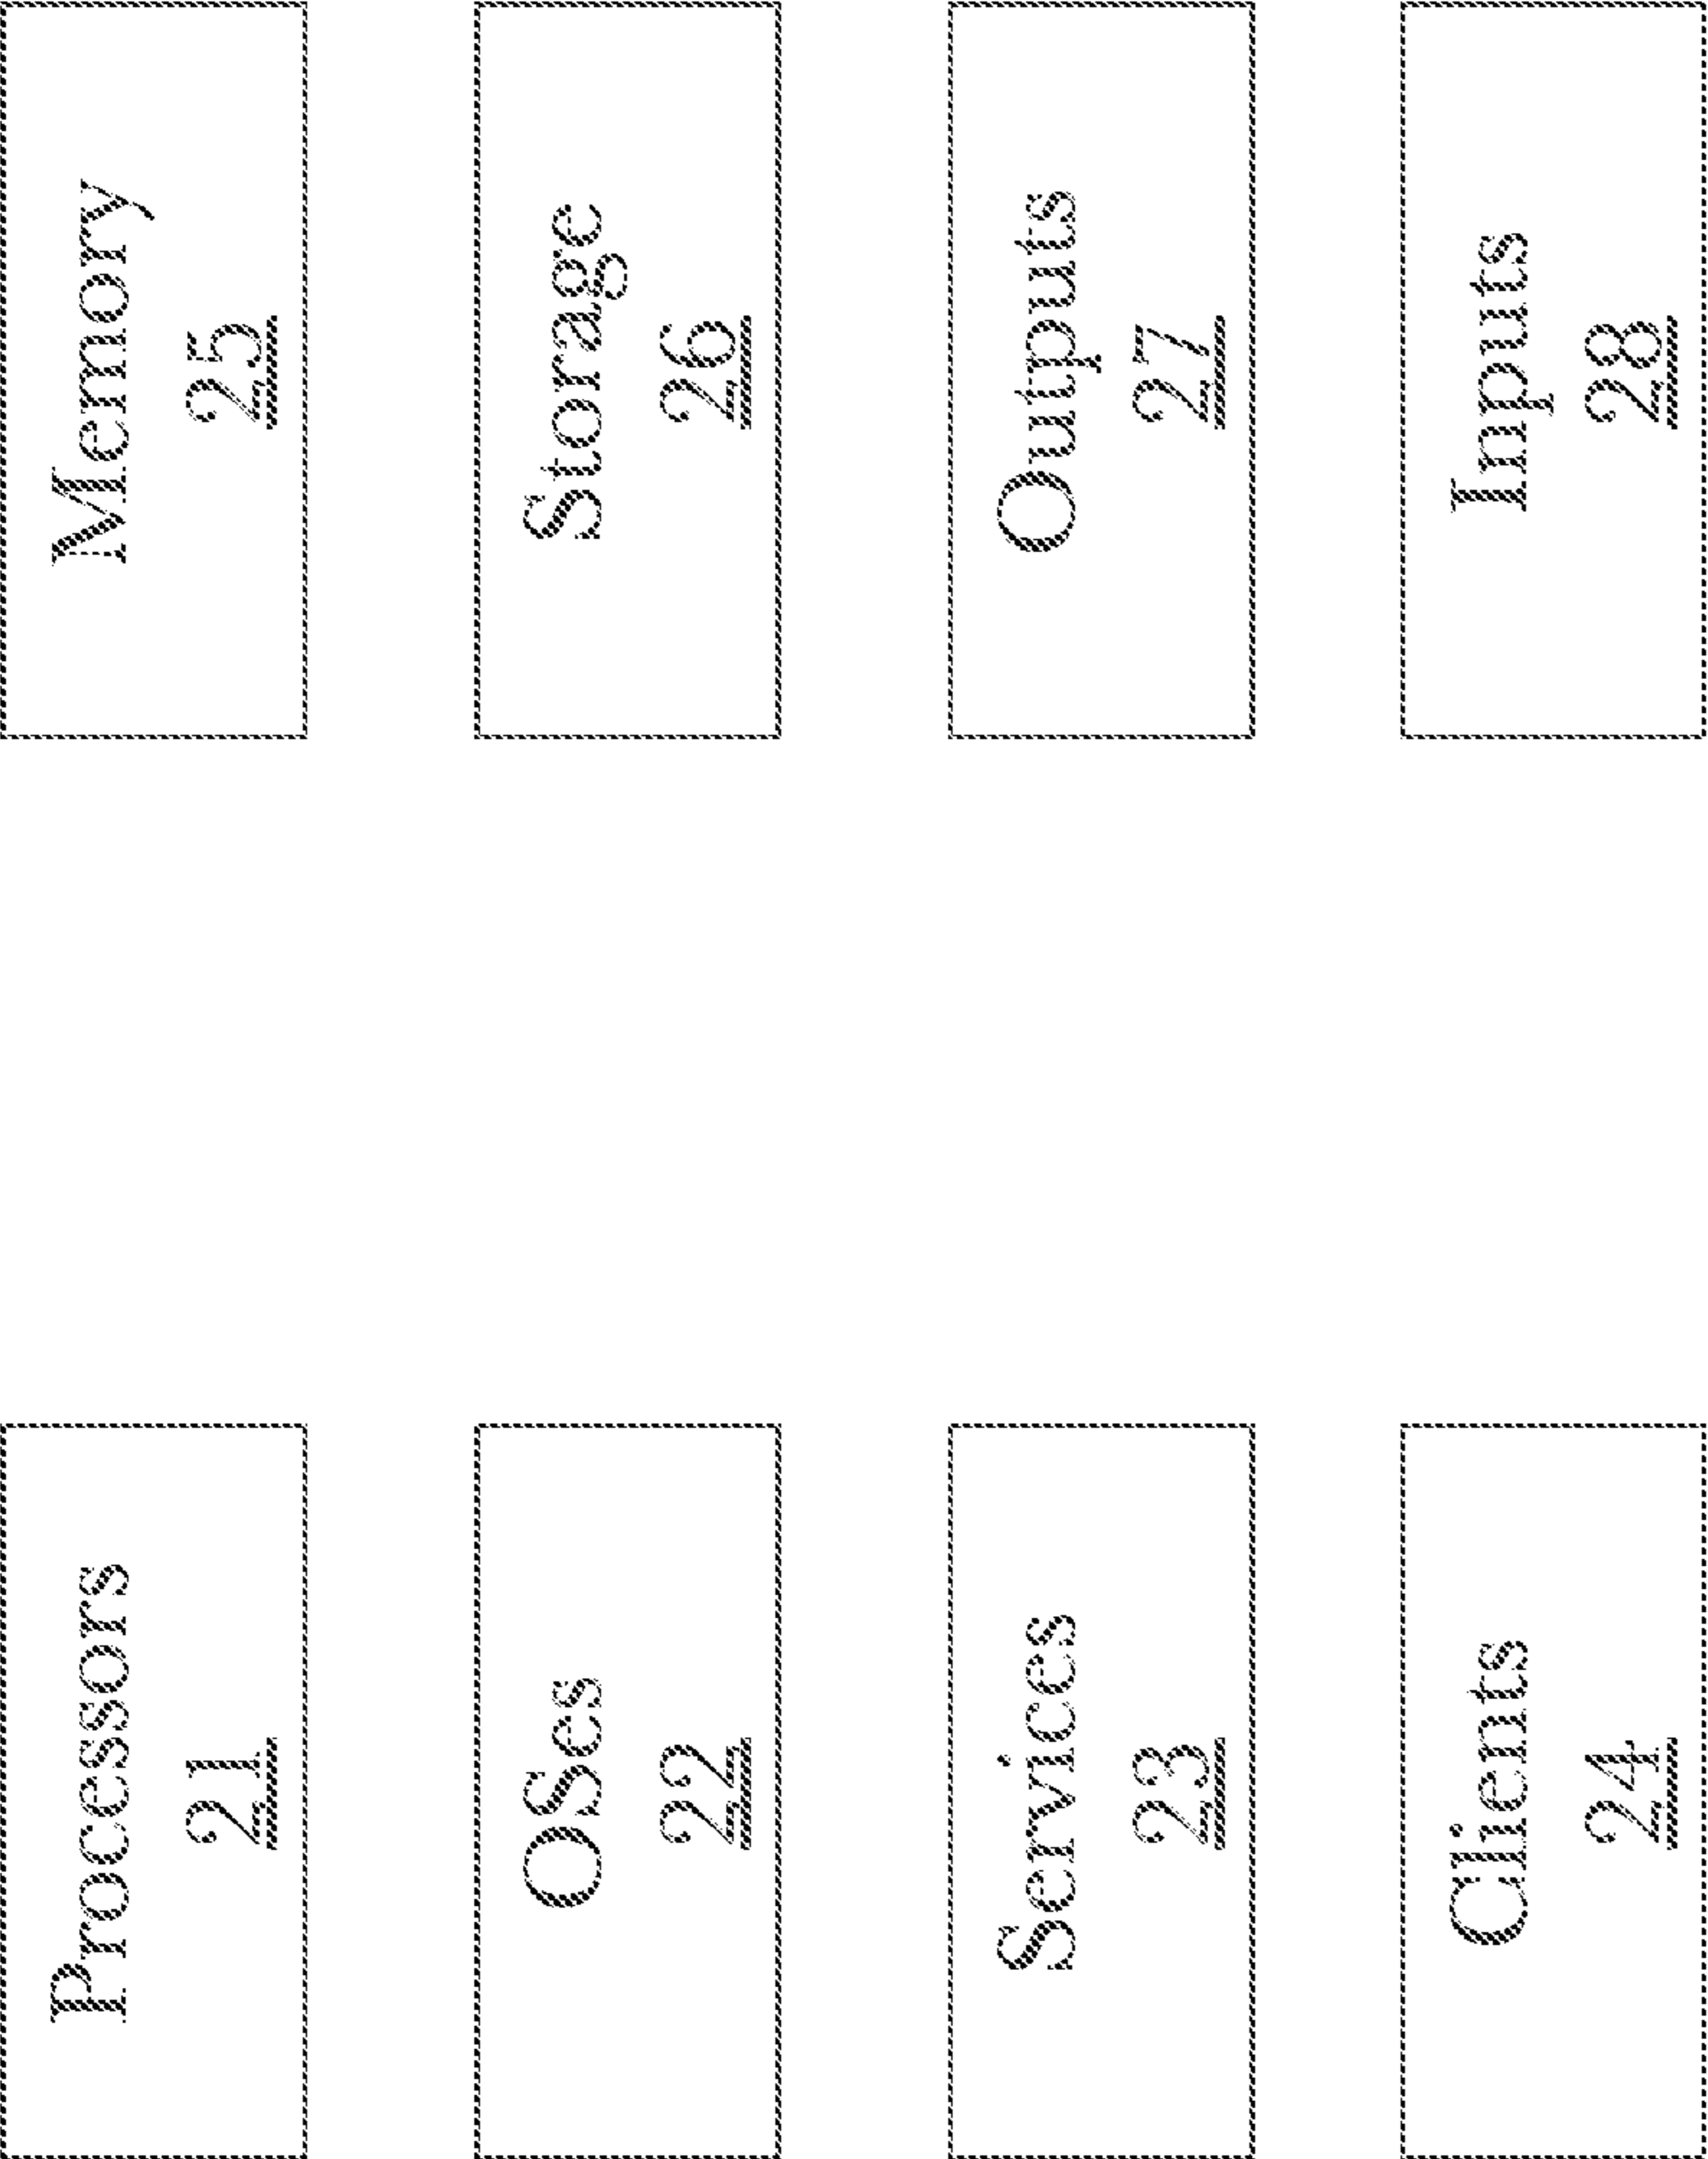 Processors
21
OSes
22
Services
23
Clients
24
Memory
25
Storage
26
Outputs
27
Inputs
28